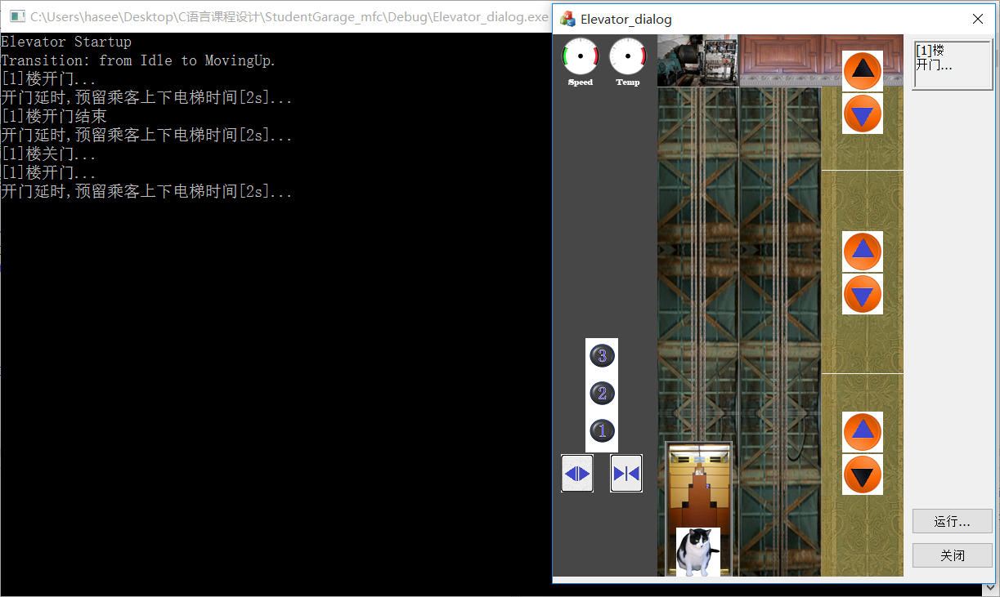 C:\Users\hasee\Desktop\C语言课程设计\StudentGarage_mfc\Debug\Elevator_dialog.exe
Elevator Startup
Transition: from Idle to MovingUp.
[1]楼开门...
开门延时,预留乘客上下电梯时间[2s]...
[1]楼开门结束
开门延时,预留乘客上下电梯时间[2s]...
[1]楼关门...
[1]楼开门...
开门延时,预留乘客上下电梯时间[2s]...
Elevator_dialog
Speed
Temp
[1]楼
开门...
3
2
1
运行...
关闭